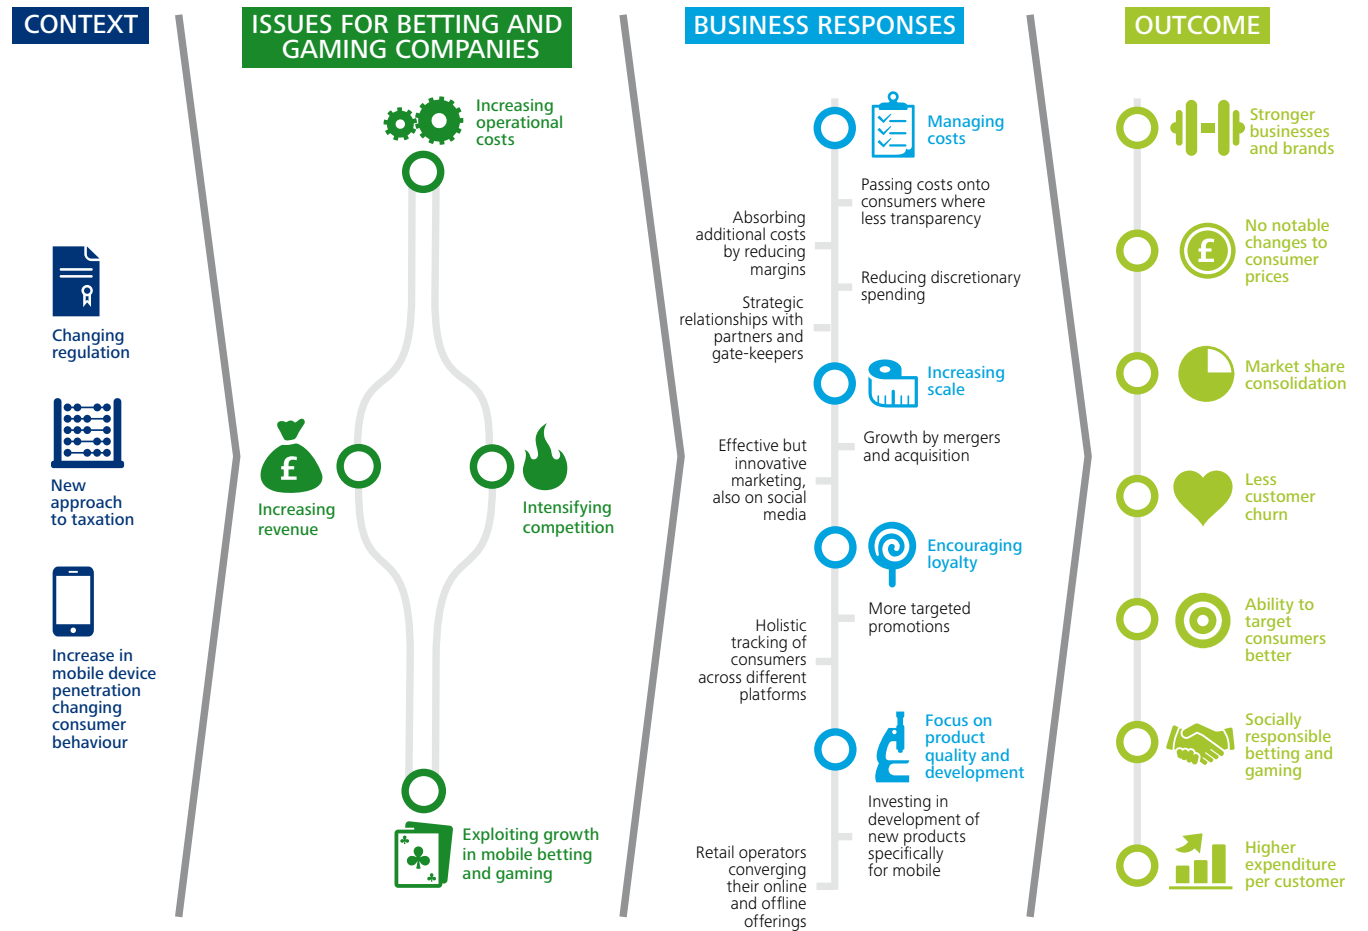 CONTEXT
Changing
regulation
New
approach
to taxation
Increase in
mobile device
penetration
changing
consumer
behaviour
ISSUES FOR BETTING AND
GAMING COMPANIES
Increasing
operational
costs
£
Increasing
revenue
Intensifying
competition
Exploiting growth
in mobile betting
and gaming
BUSINESS RESPONSES
Managing
costs
Passing costs onto
consumers where
less transparency
Absorbing
additional costs
by reducing
margins
Reducing discretionary
spending
Strategic
relationships with
partners and
gate-keepers
Increasing
scale
Growth by mergers
and acquisition
Effective but
innovative
marketing,
also on social
media
Encouraging
loyalty
More targeted
promotions
Holistic
tracking of
consumers
across different
platforms
Focus on
product
quality and
development
Investing in
development of
new products
specifically
for mobile
Retail operators
converging
their online
and offline
offerings
OUTCOME
Stronger
businesses
and brands
£
No notable
changes to
consumer
prices
Market share
consolidation
Less
customer
churn
Ability to
target
consumers
better
Socially
responsible
betting and
gaming
Higher
expenditure
per customer